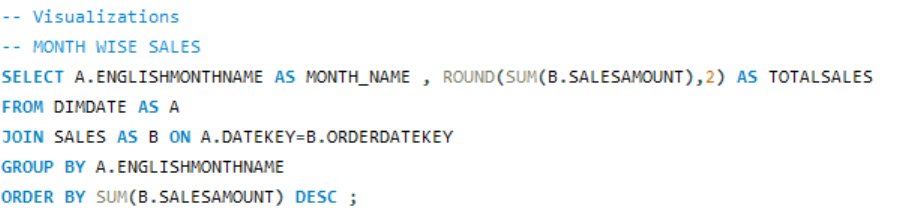 -- Visualizations
-- MONTH WISE SALES
SELECT A.ENGLISHMONTHNAME AS MONTH_NAME , ROUND(SUM(B.SALESAMOUNT),2) AS TOTALSALES
FROM DIMDATE AS A
JOIN SALES AS B ON A.DATEKEY=B.ORDERDATEKEY
GROUP BY A.ENGLISHMONTHNAME
ORDER BY SUM(B.SALESAMOUNT) DESC ;